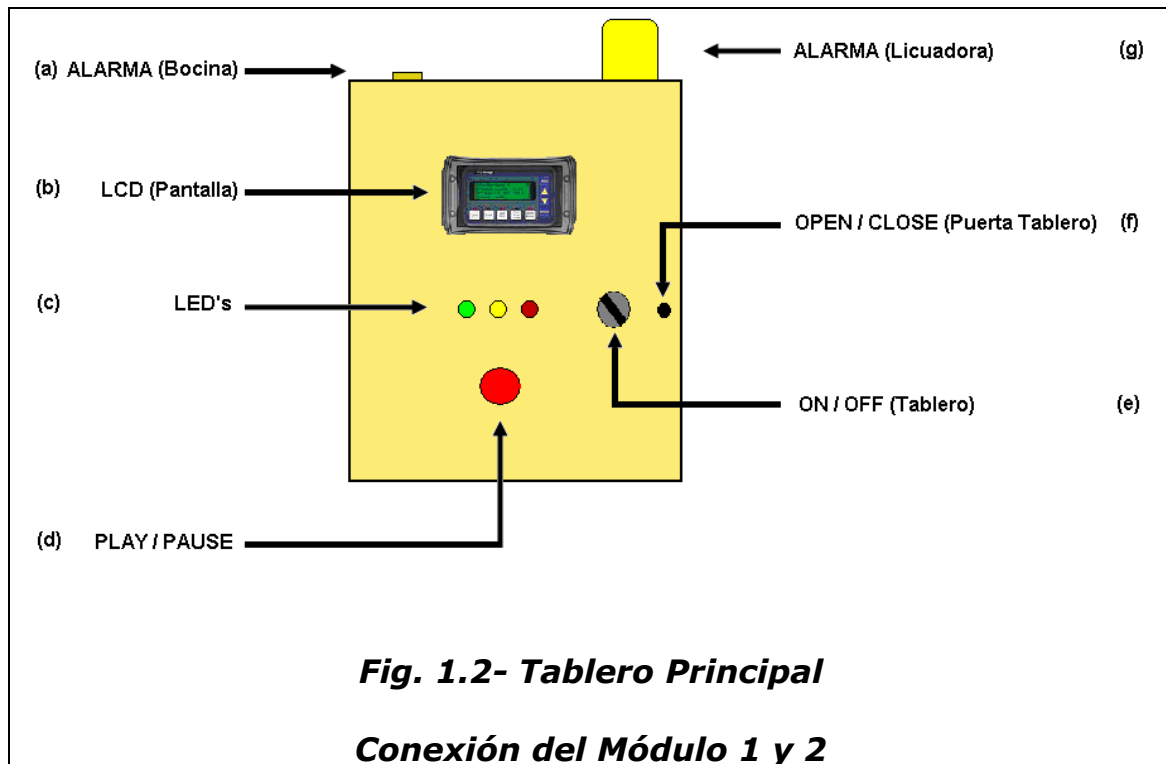 (a) ALARMA (Bocina)
ALARMA (Licuadora) (g)
(b) LCD (Pantalla)
OPEN / CLOSE (Puerta Tablero) (f)
(c) LED's
ON / OFF (Tablero) (e)
(d) PLAY / PAUSE
Fig. 1.2- Tablero Principal
Conexión del Módulo 1 y 2